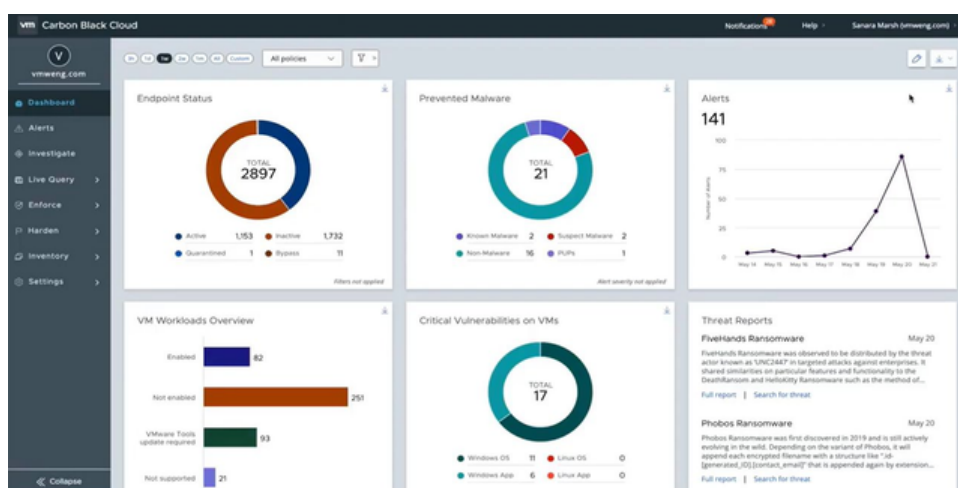 vm Carbon Black Cloud
Notifications
Help
Sanara Marsh (vmweng.com)
V
vmweng.com
Dashboard
Alerts
Investigate
Live Query
Enforce
Harden
Inventory
Settings
Collapse
Custom
All policies
Endpoint Status
TOTAL
2897
Active 1,153 Inactive 1,732
Quarantined 1 Bypass 11
Filters not applied
Prevented Malware
TOTAL
21
Known Malware 2 Suspect Malware 2
Non-Malware 16 PUPs 1
Alert severity not applied
Alerts
141
Number of Alerts
100
75
50
25
0
May 14 May 15 May 16 May 17 May 18 May 19 May 20 May 21
VM Workloads Overview
Enabled 82
Not enabled 251
VMware Tools
update required 93
Not supported 21
Critical Vulnerabilities on VMs
TOTAL
17
Windows OS 11 Linux OS 0
Windows App 6 Linux App 0
Threat Reports
FiveHands Ransomware May 20
FiveHands Ransomware was observed to be distributed by the threat
actor known as 'UNC2447' in targeted attacks against enterprises. It
shared similarities on particular features and functionality to the
DeathRansom and HelloKitty Ransomware such as the method of...
Full report | Search for threat
Phobos Ransomware May 20
Phobos Ransomware was first discovered in 2019 and is still actively
evolving in the wild. Depending on the variant of Phobos, it will
append each encrypted filename with a structure like ".id-
[generated_ID].[contact_email]" that is appended again by extension...
Full report | Search for threat